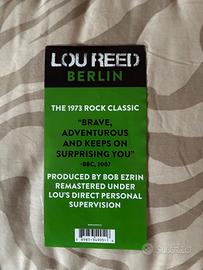 LOU REED
BERLIN
THE 1973 ROCK CLASSIC
"BRAVE,
ADVENTUROUS
AND KEEPS ON
SURPRISING YOU"
-BBC, 2007
PRODUCED BY BOB EZRIN
REMASTERED UNDER
LOU'S DIRECT PERSONAL
SUPERVISION
subito